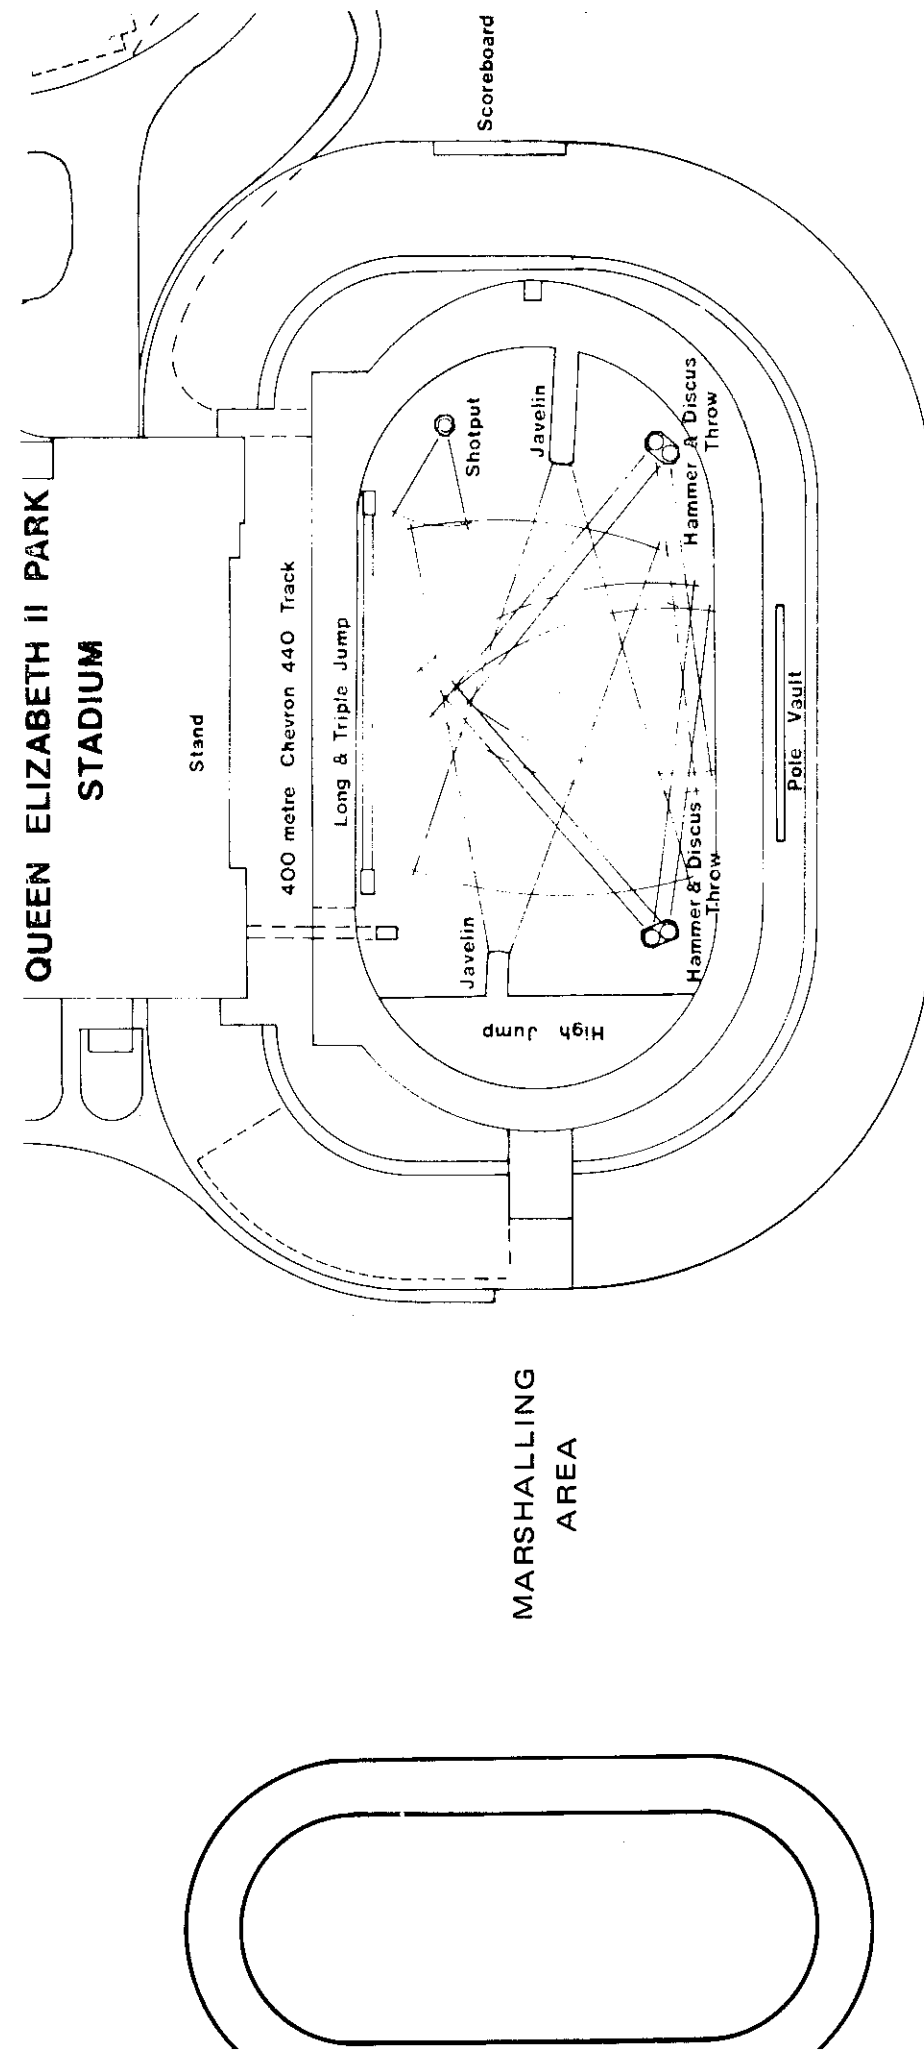 QUEEN ELIZABETH II PARK
STADIUM
Stand
400 metre Chevron 440 Track
Long & Triple Jump
Scoreboard
Shotput
Javelin
Hammer & Discus
Throw
Javelin
Hammer & Discus
Throw
High Jump
Pole Vault
MARSHALLING
AREA